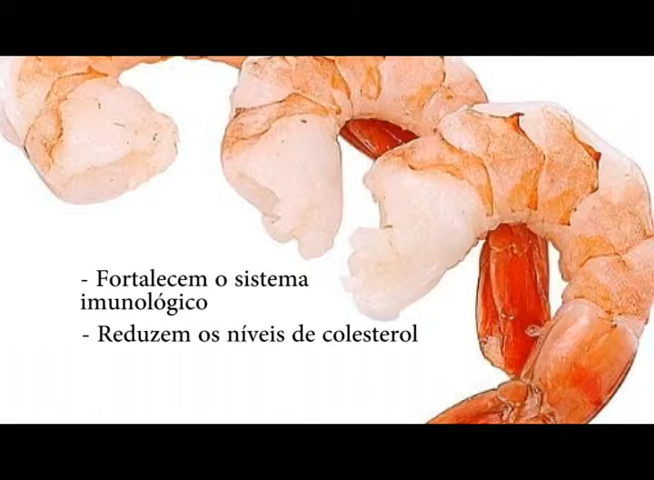 - Fortalecem o sistema
imunológico
- Reduzem os níveis de colesterol